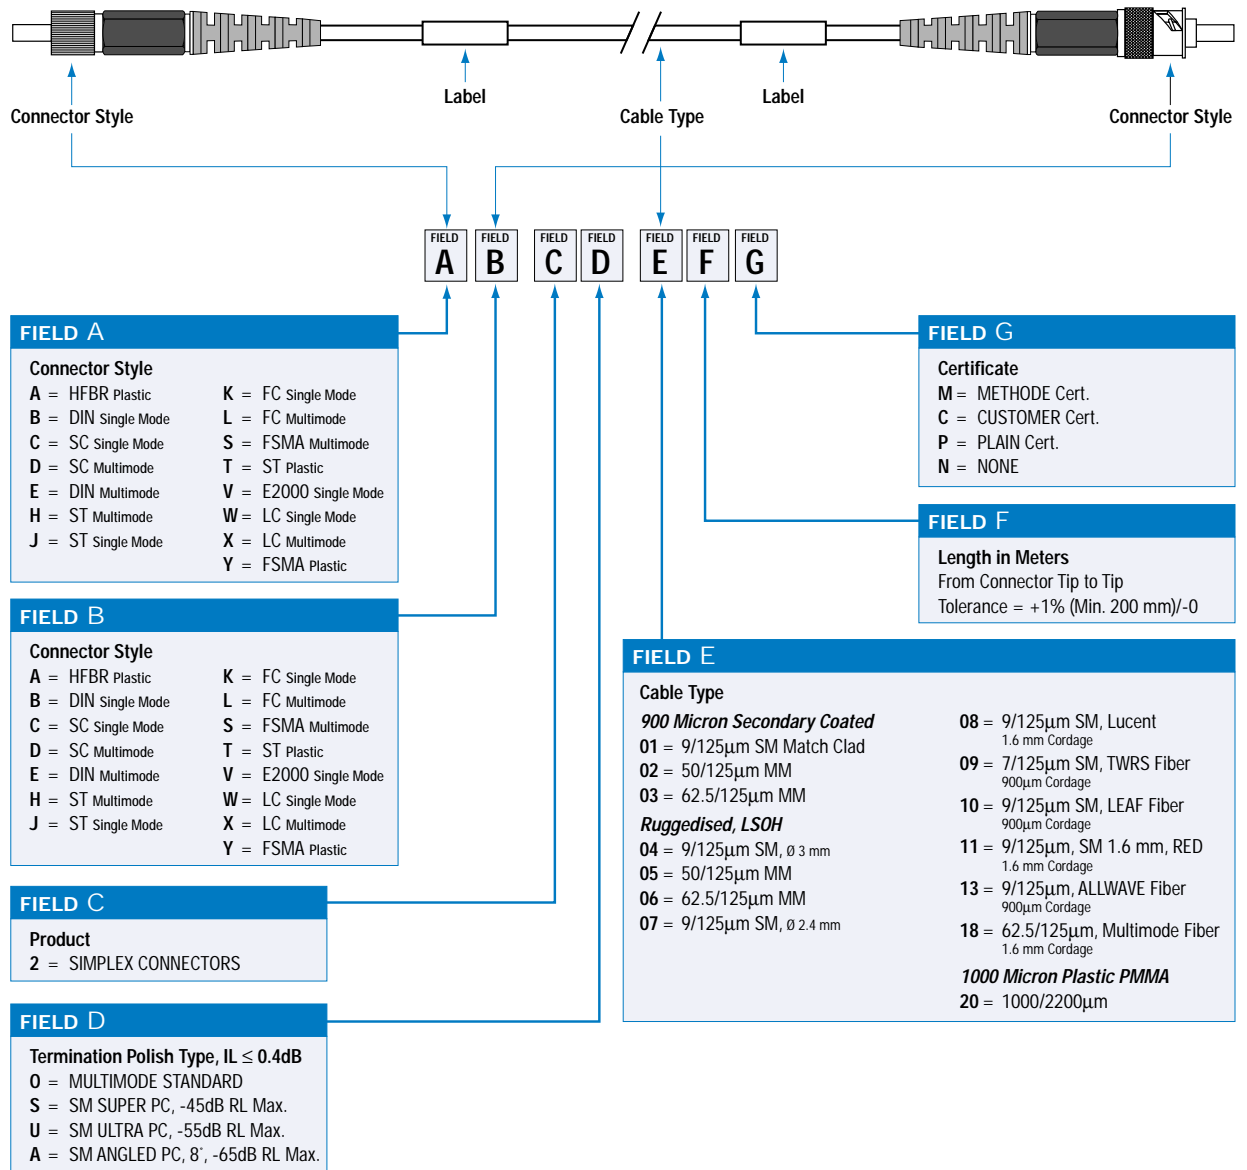 Label
Label
Connector Style
Cable Type
Connector Style
FIELD A
FIELD B
FIELD C
FIELD D
FIELD E
FIELD F
FIELD G
FIELD A
Connector Style
A = HFBR Plastic
B = DIN Single Mode
C = SC Single Mode
D = SC Multimode
E = DIN Multimode
H = ST Multimode
J = ST Single Mode
K = FC Single Mode
L = FC Multimode
S = FSMA Multimode
T = ST Plastic
V = E2000 Single Mode
W = LC Single Mode
X = LC Multimode
Y = FSMA Plastic
FIELD B
Connector Style
A = HFBR Plastic
B = DIN Single Mode
C = SC Single Mode
D = SC Multimode
E = DIN Multimode
H = ST Multimode
J = ST Single Mode
K = FC Single Mode
L = FC Multimode
S = FSMA Multimode
T = ST Plastic
V = E2000 Single Mode
W = LC Single Mode
X = LC Multimode
Y = FSMA Plastic
FIELD C
Product
2 = SIMPLEX CONNECTORS
FIELD D
Termination Polish Type, IL ≤ 0.4dB
0 = MULTIMODE STANDARD
S = SM SUPER PC, -45dB RL Max.
U = SM ULTRA PC, -55dB RL Max.
A = SM ANGLED PC, 8°, -65dB RL Max.
FIELD G
Certificate
M = METHODE Cert.
C = CUSTOMER Cert.
P = PLAIN Cert.
N = NONE
FIELD F
Length in Meters
From Connector Tip to Tip
Tolerance = +1% (Min. 200 mm)/-0
FIELD E
Cable Type
900 Micron Secondary Coated
01 = 9/125µm SM Match Clad
02 = 50/125µm MM
03 = 62.5/125µm MM
Ruggedised, LSOH
04 = 9/125µm SM, Ø 3 mm
05 = 50/125µm MM
06 = 62.5/125µm MM
07 = 9/125µm SM, Ø 2.4 mm
08 = 9/125µm SM, Lucent
1.6 mm Cordage
09 = 7/125µm SM, TWRS Fiber
900µm Cordage
10 = 9/125µm SM, LEAF Fiber
900µm Cordage
11 = 9/125µm, SM 1.6 mm, RED
1.6 mm Cordage
13 = 9/125µm, ALLWAVE Fiber
900µm Cordage
18 = 62.5/125µm, Multimode Fiber
1.6 mm Cordage
1000 Micron Plastic PMMA
20 = 1000/2200µm